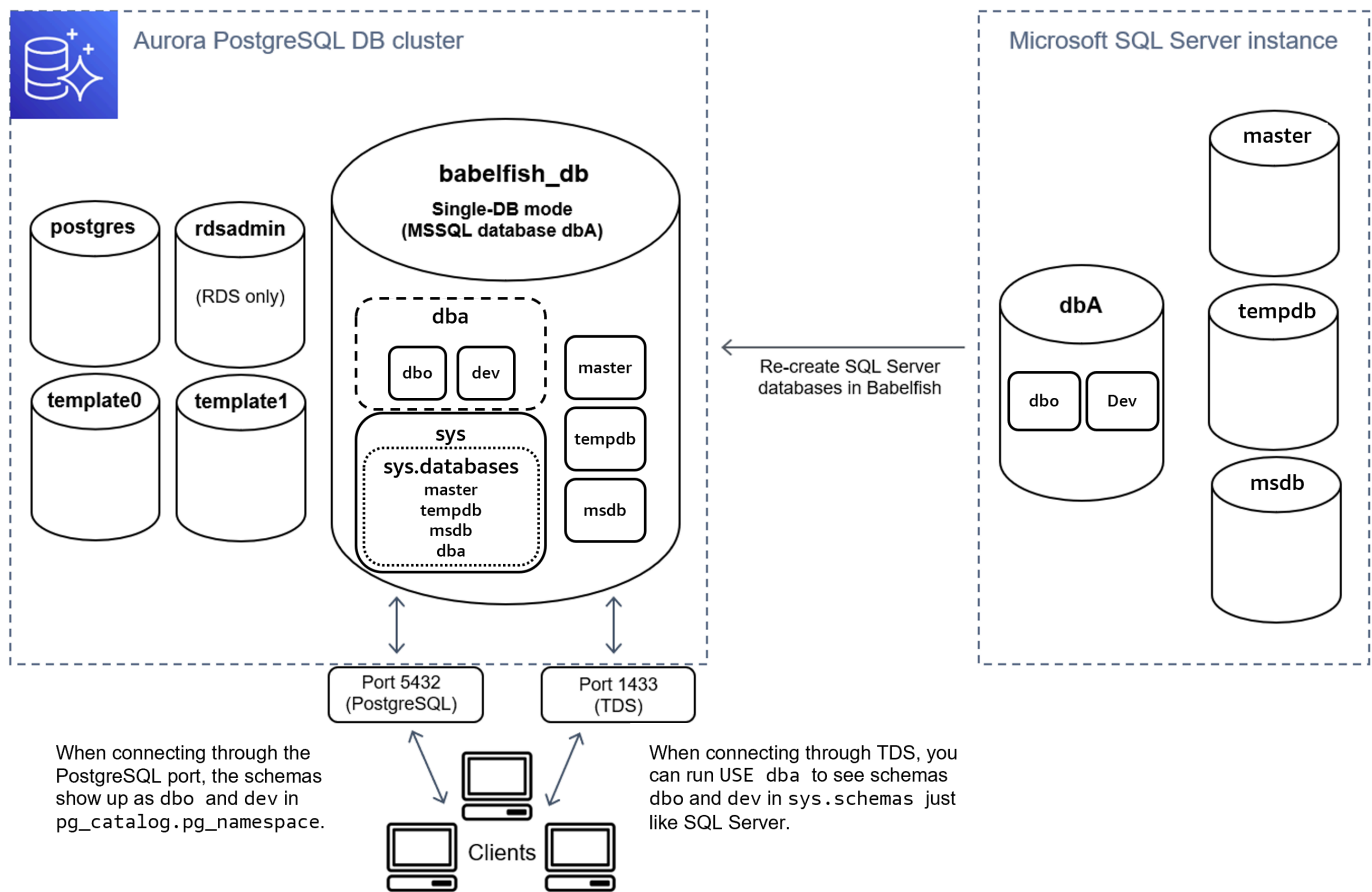 Aurora PostgreSQL DB cluster
Microsoft SQL Server instance
babelfish_db
Single-DB mode
(MSSQL database dbA)
postgres
rdsadmin
(RDS only)
template0
template1
dba
dbo
dev
master
tempdb
msdb
sys
sys.databases
master
tempdb
msdb
dba
Re-create SQL Server
databases in Babelfish
dbA
dbo
Dev
master
tempdb
msdb
Port 5432
(PostgreSQL)
Port 1433
(TDS)
When connecting through the
PostgreSQL port, the schemas
show up as dbo and dev in
pg_catalog.pg_namespace.
When connecting through TDS, you
can run USE dba to see schemas
dbo and dev in sys.schemas just
like SQL Server.
Clients